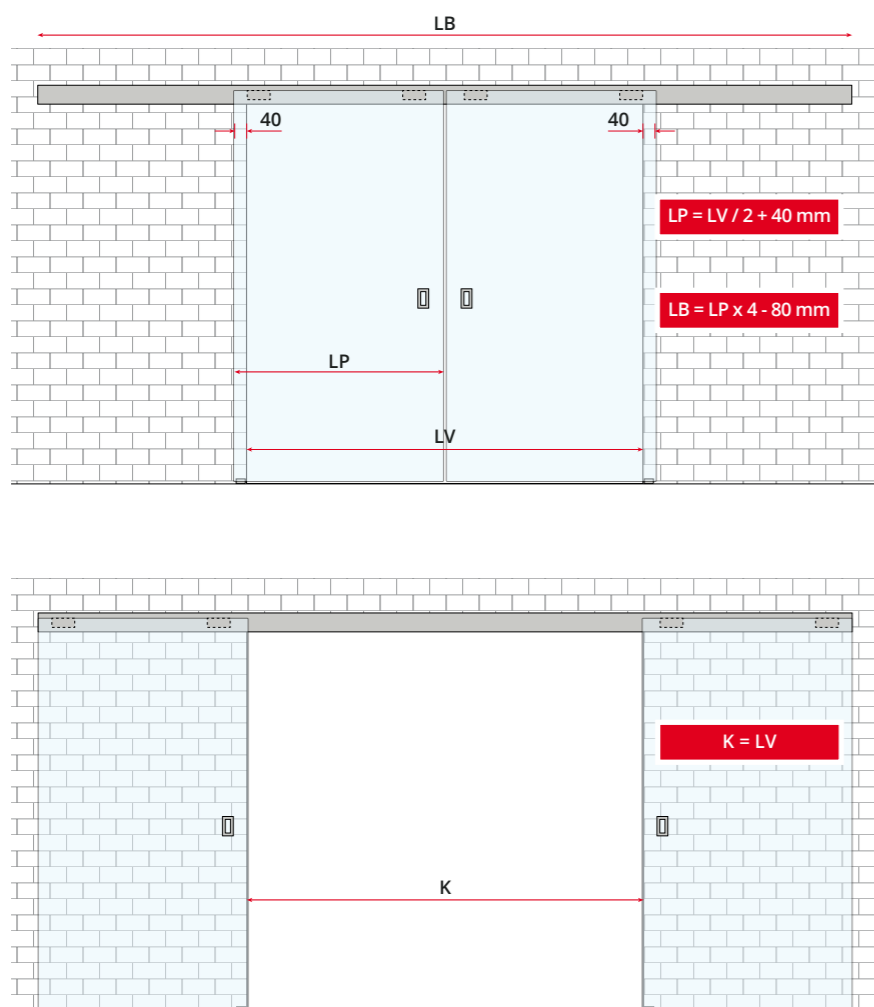 LB
40
40
LP = LV / 2 + 40 mm
LB = LP x 4 - 80 mm
LP
LV
K = LV
K